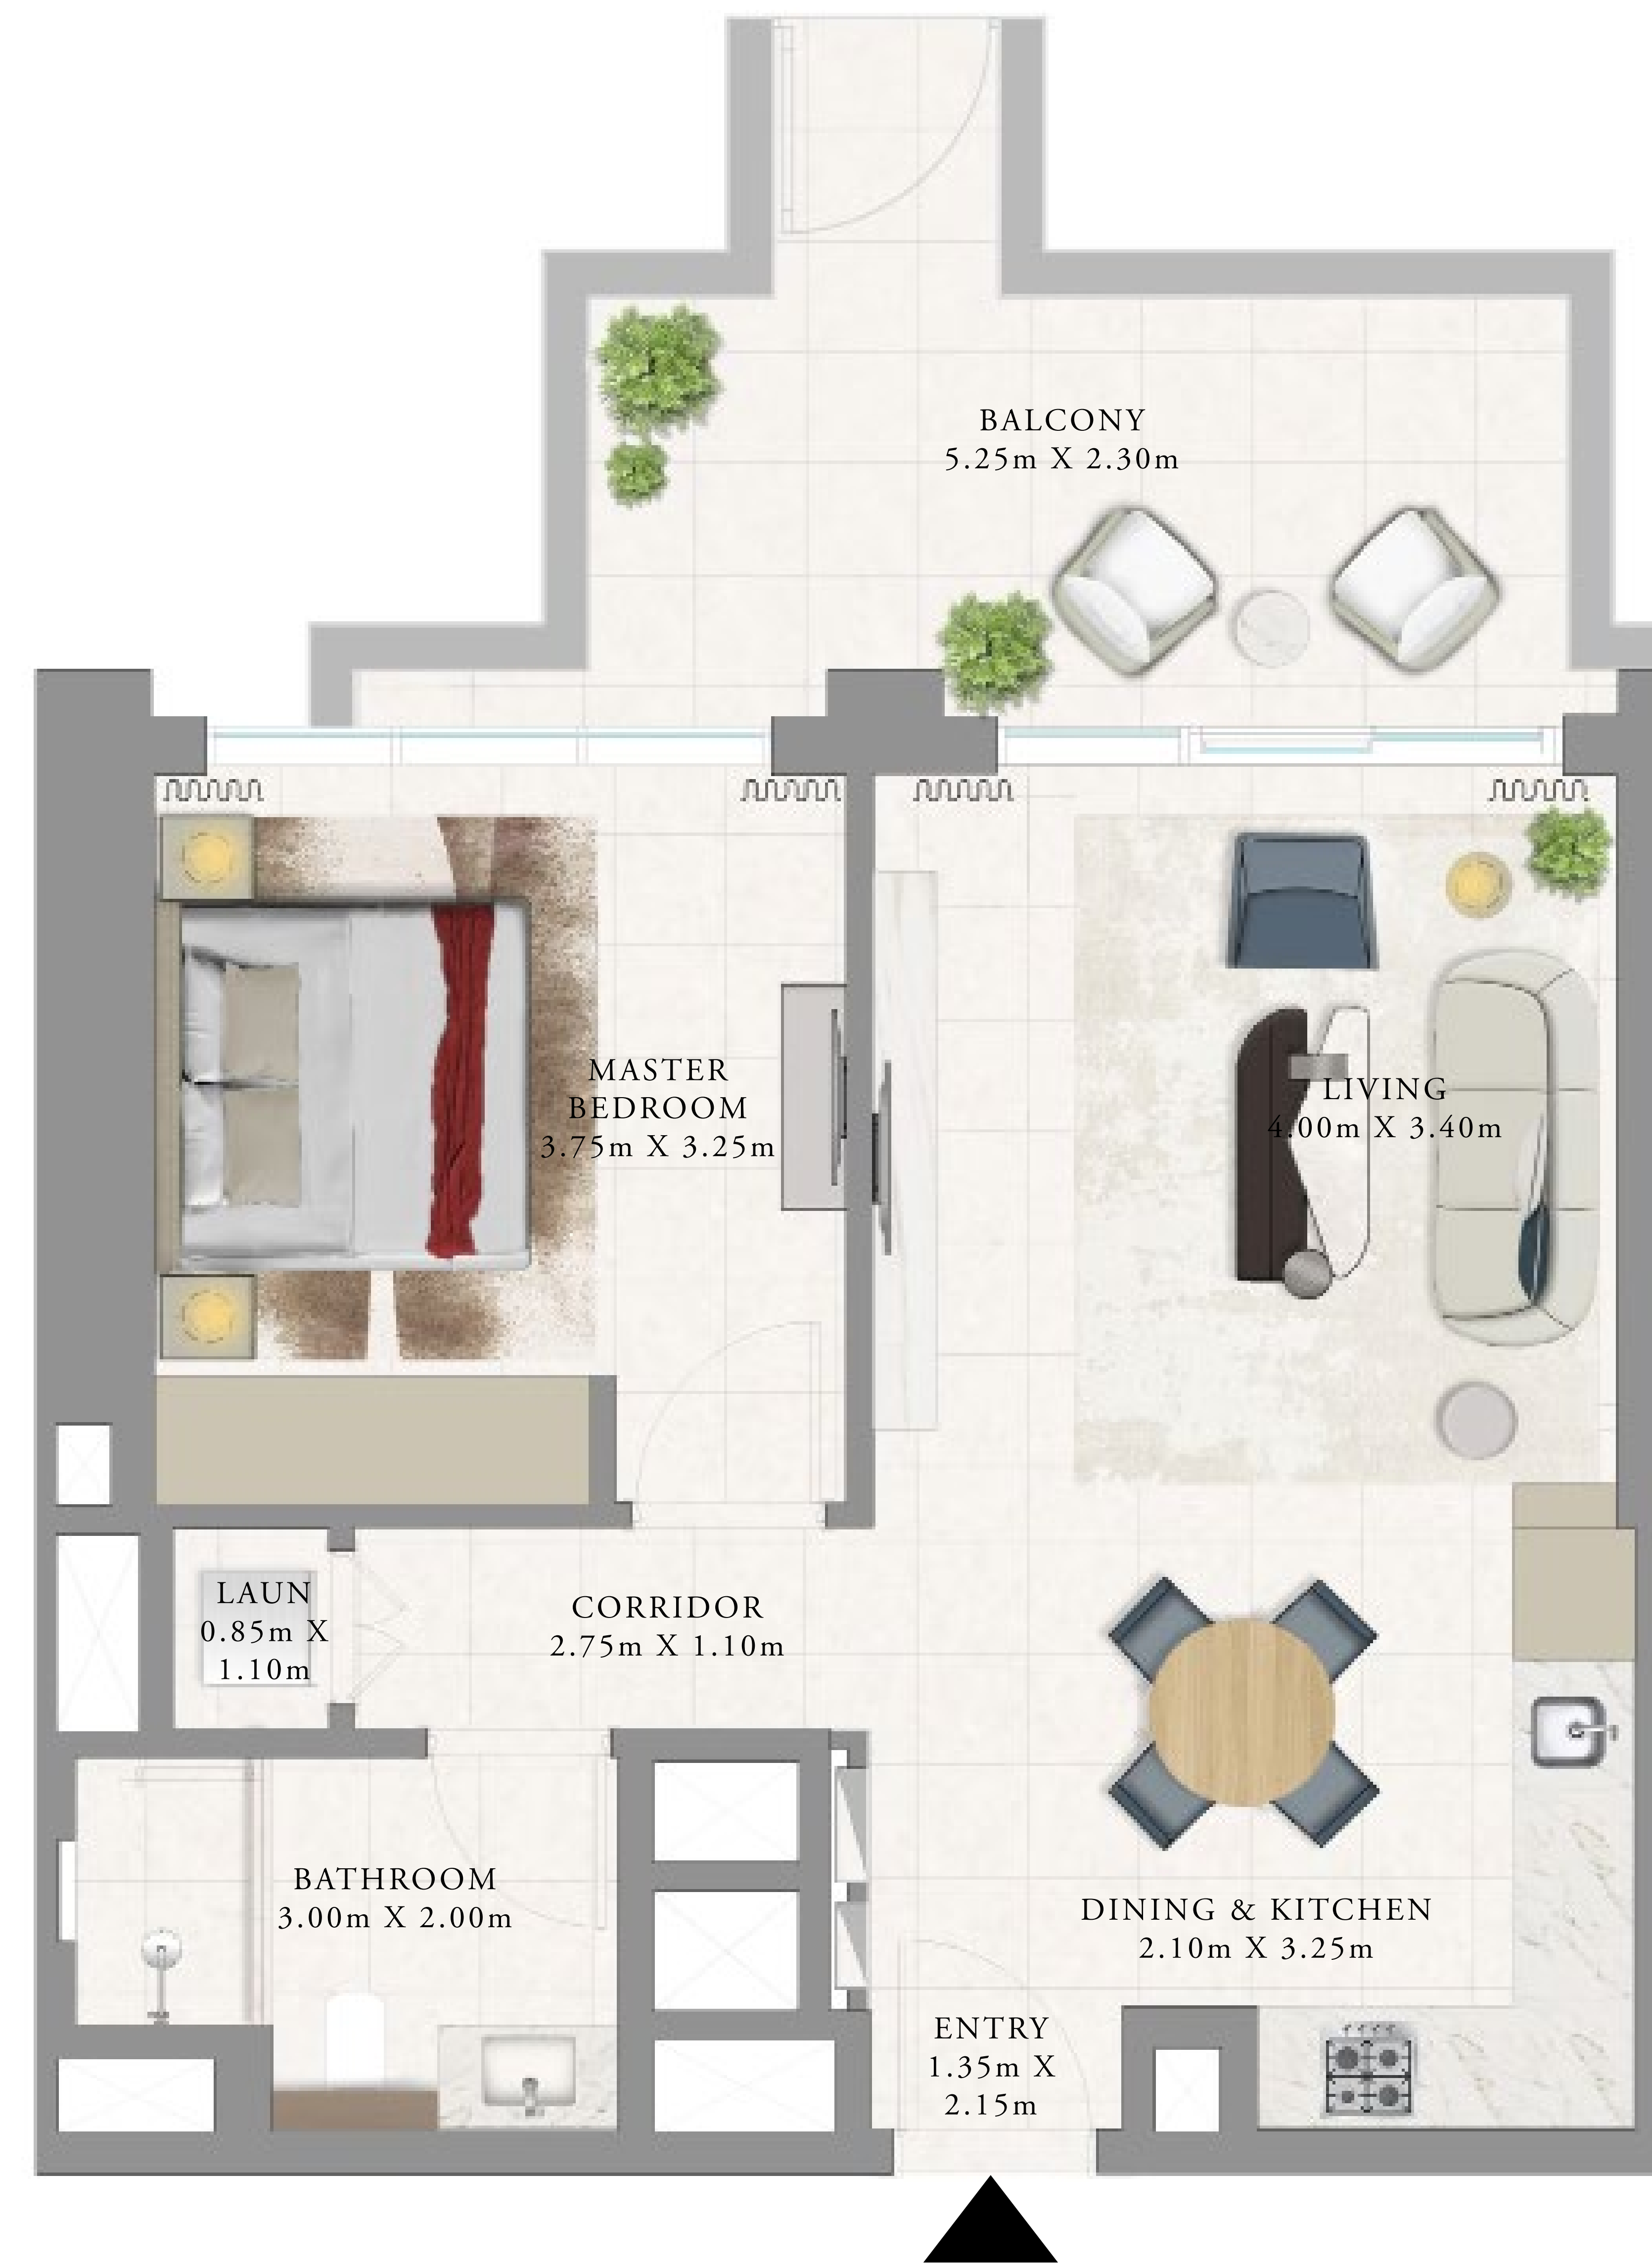 BALCONY
5.25m X 2.30m
MASTER
BEDROOM
3.75m X 3.25m
LIVING
4.00m X 3.40m
LAUN
0.85m X
1.10m
CORRIDOR
2.75m X 1.10m
BATHROOM
3.00m X 2.00m
DINING & KITCHEN
2.10m X 3.25m
ENTRY
1.35m X
2.15m